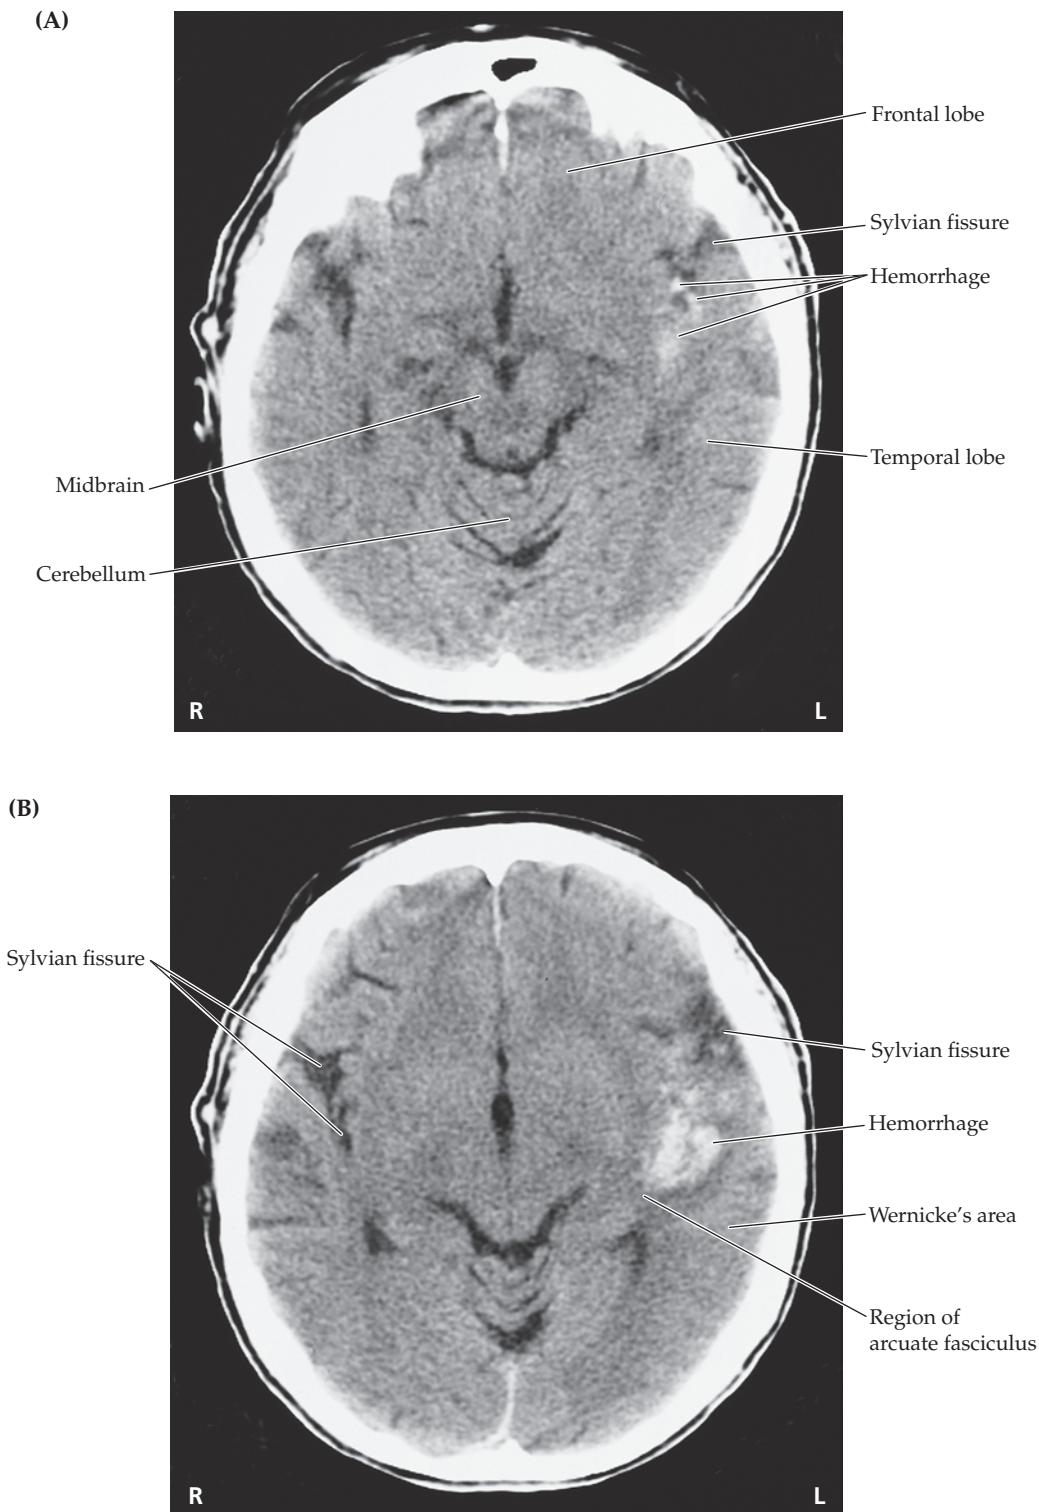 (A)
Frontal lobe
Sylvian fissure
Hemorrhage
Temporal lobe
Midbrain
Cerebellum
R
L
(B)
Sylvian fissure
Sylvian fissure
Hemorrhage
Wernicke's area
Region of
arcuate fasciculus
R
L